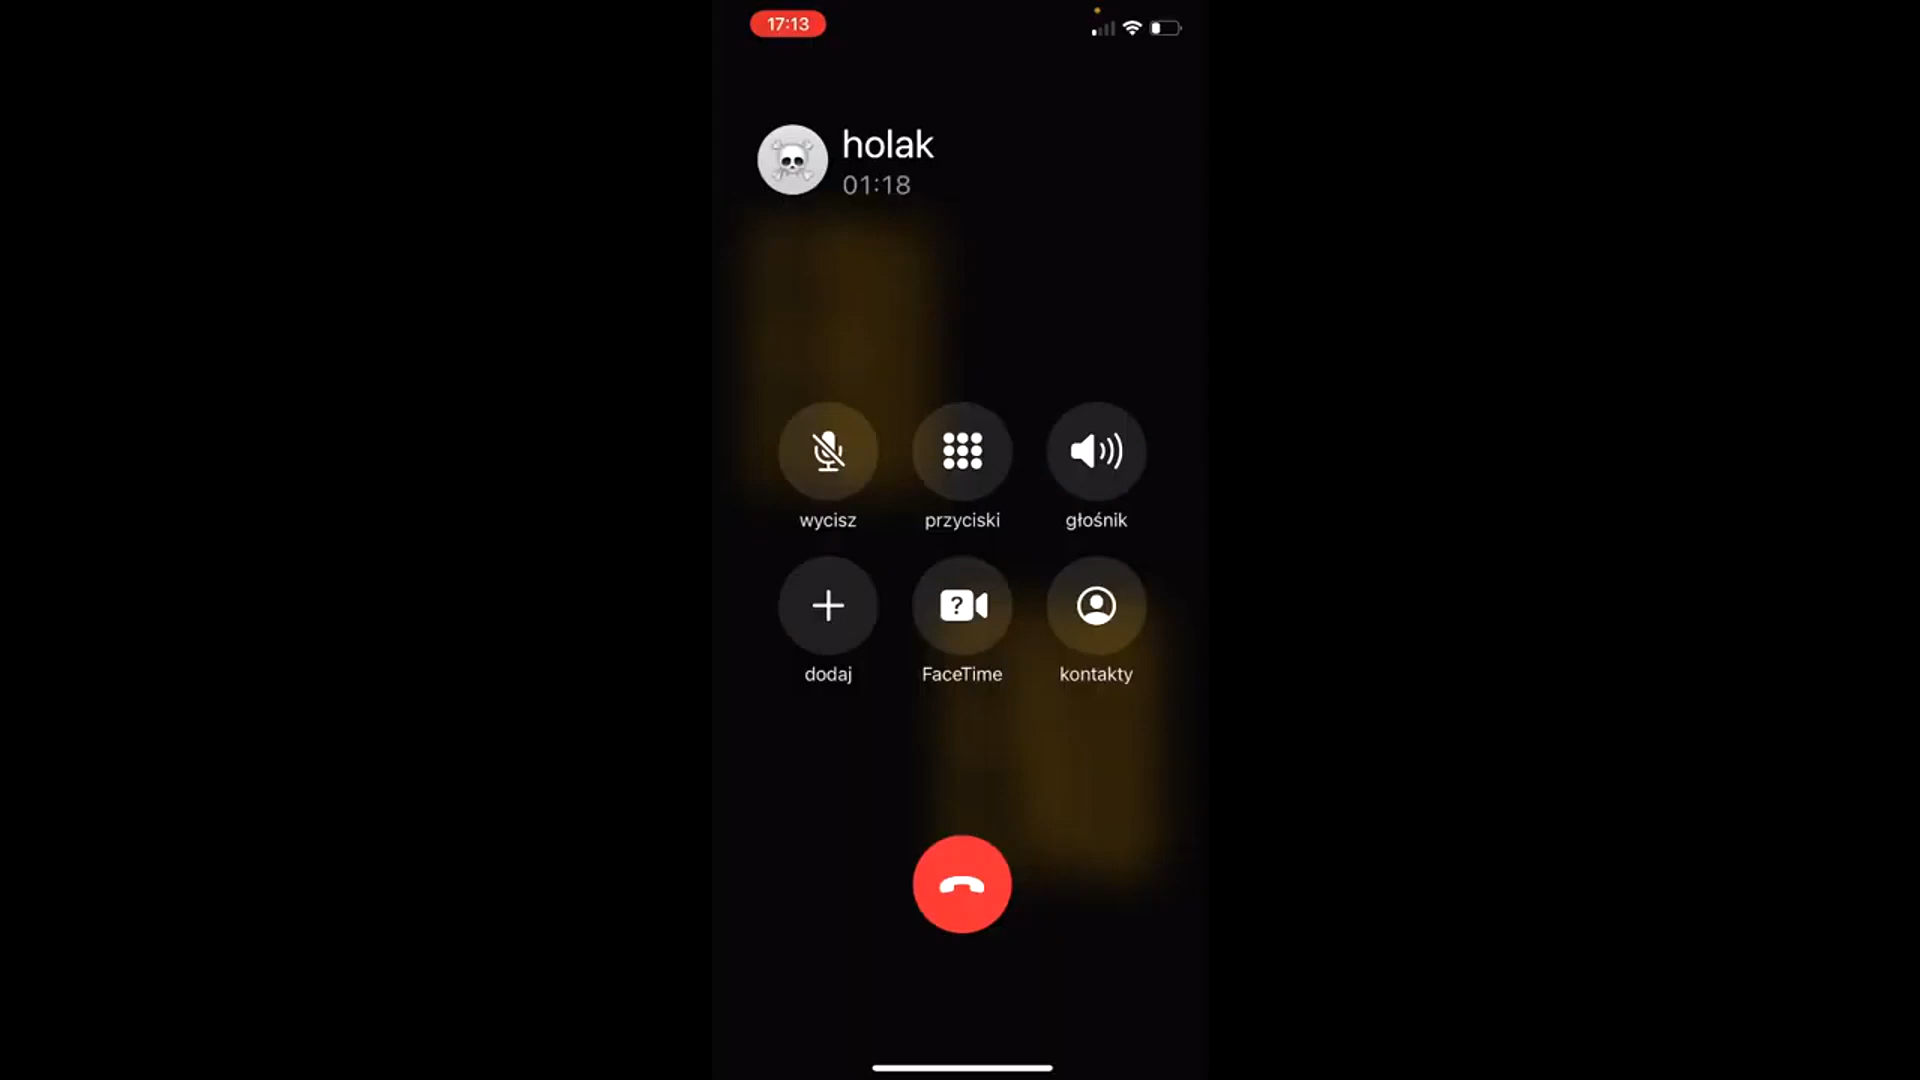 17:13
holak
01:18
wycisz
przyciski
głośnik
?
dodaj
FaceTime
kontakty